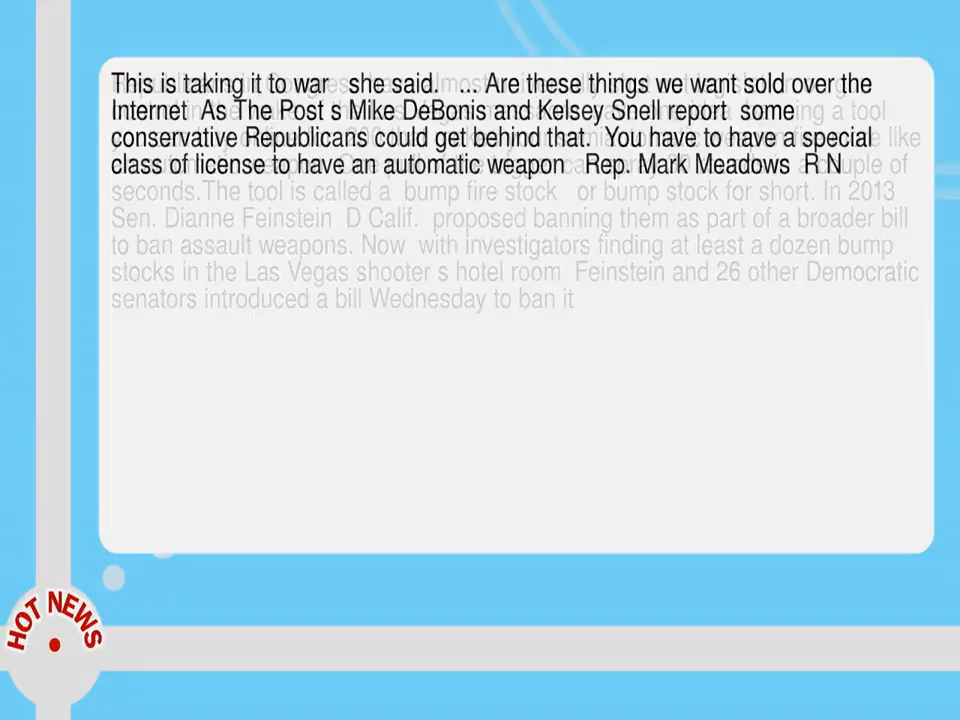 This is taking it to war she said. ... Are these things we want sold over the
Internet As The Post s Mike DeBonis and Kelsey Snell report some
conservative Republicans could get behind that. You have to have a special
class of license to have an automatic weapon Rep. Mark Meadows R N
seconds.The tool is called a bump fire stock or bump stock for short. In 2013
Sen. Dianne Feinstein D Calif. proposed banning them as part of a broader bill
to ban assault weapons. Now with investigators finding at least a dozen bump
stocks in the Las Vegas shooter s hotel room Feinstein and 26 other Democratic
senators introduced a bill Wednesday to ban it
HOT NEWS